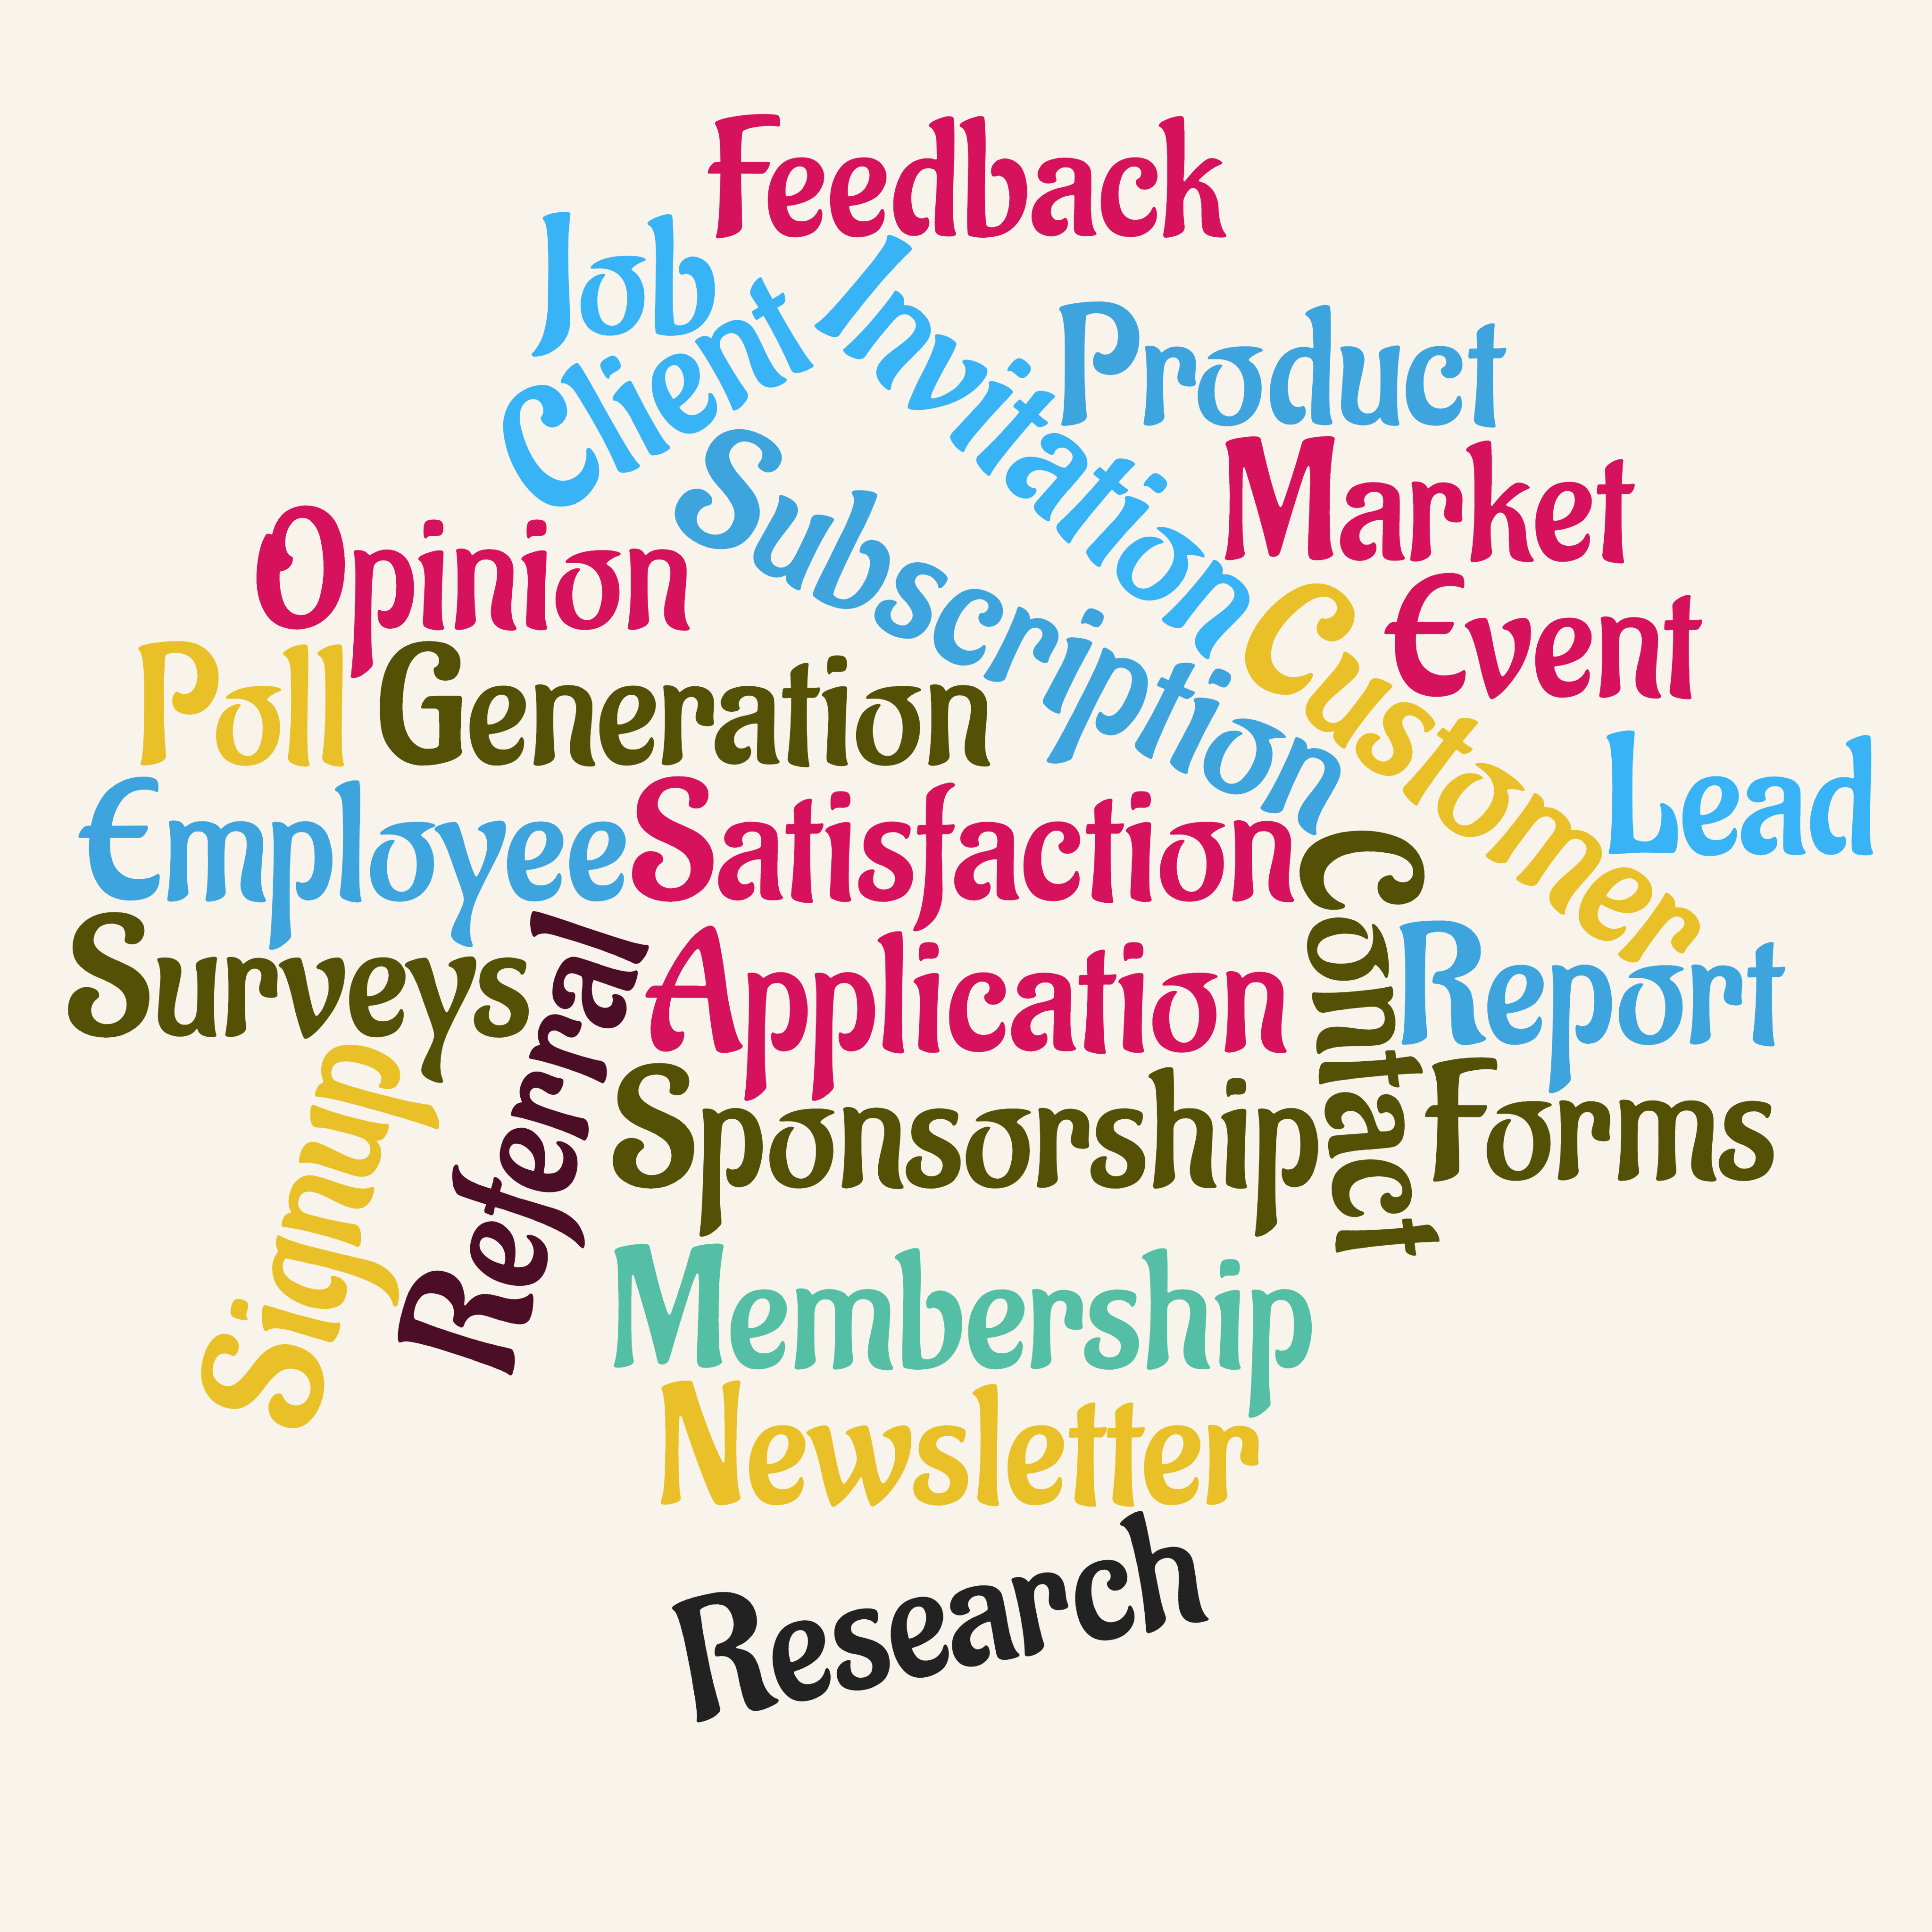 Feedback
Job
Client
Invitation
Product
Subscription
Market
Opinion
Event
Customer
Poll
Generation
Lead
Employee
Satisfaction
Contract
Surveys
Referral
Application
Report
Signup
Sponsorship
Forms
Membership
Newsletter
Research